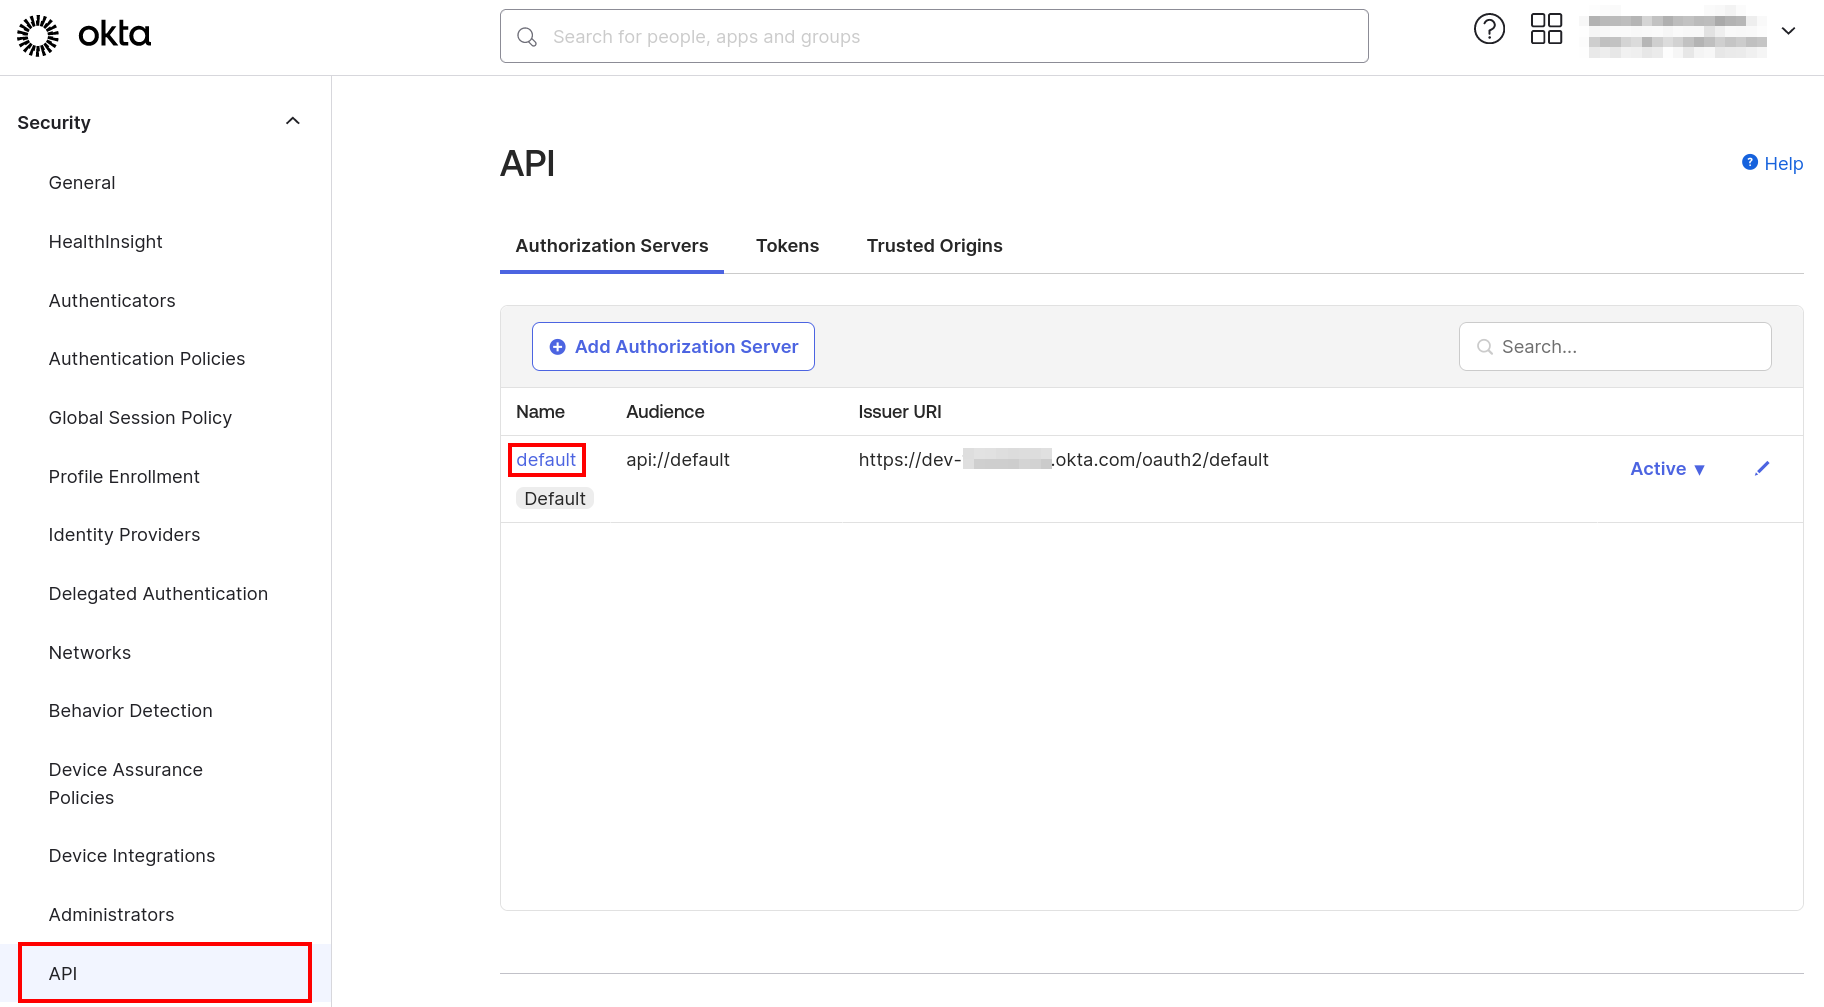 okta
Search for people, apps and groups
Security
General
HealthInsight
Authenticators
Authentication Policies
Global Session Policy
Profile Enrollment
Identity Providers
Delegated Authentication
Networks
Behavior Detection
Device Assurance
Policies
Device Integrations
Administrators
API
API
Help
Authorization Servers Tokens Trusted Origins
Add Authorization Server
Search...
Name Audience Issuer URI
default api://default https://dev- .okta.com/oauth2/default
Active ▼
Default